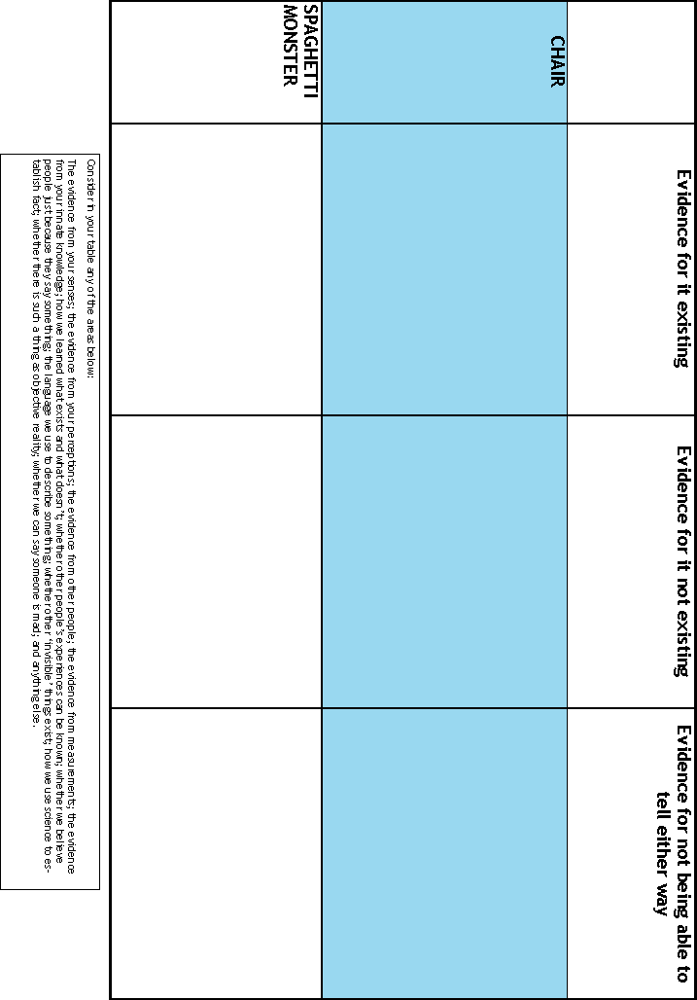 Evidence for it existing
Evidence for it not existing
Evidence for not being able to
tell either way
CHAIR
SPAGHETTI
MONSTER
Consider in your table any of the areas below:
The evidence from your senses; the evidence from your perceptions; the evidence from other people; the evidence from measurements; the evidence
from your innate knowledge; how we learned what exists and what doesn't; whether other people's experiences can be known; whether we believe
people just because they say something; the language we use to describe something; whether other 'invisible' things exist; how we use science to es-
tablish fact; whether there is such a thing as objective reality; whether we can say someone is mad; and anything else.